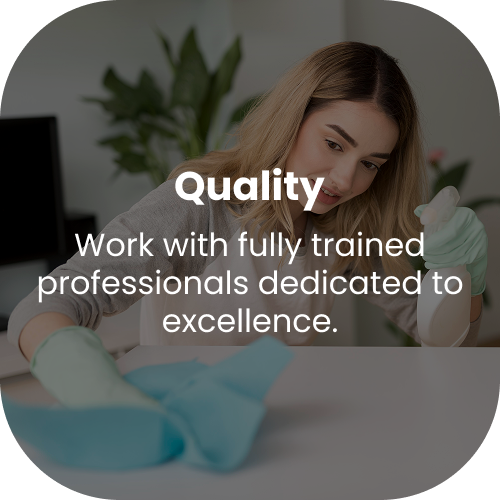 Quality
Work with fully trained
professionals dedicated to
excellence.